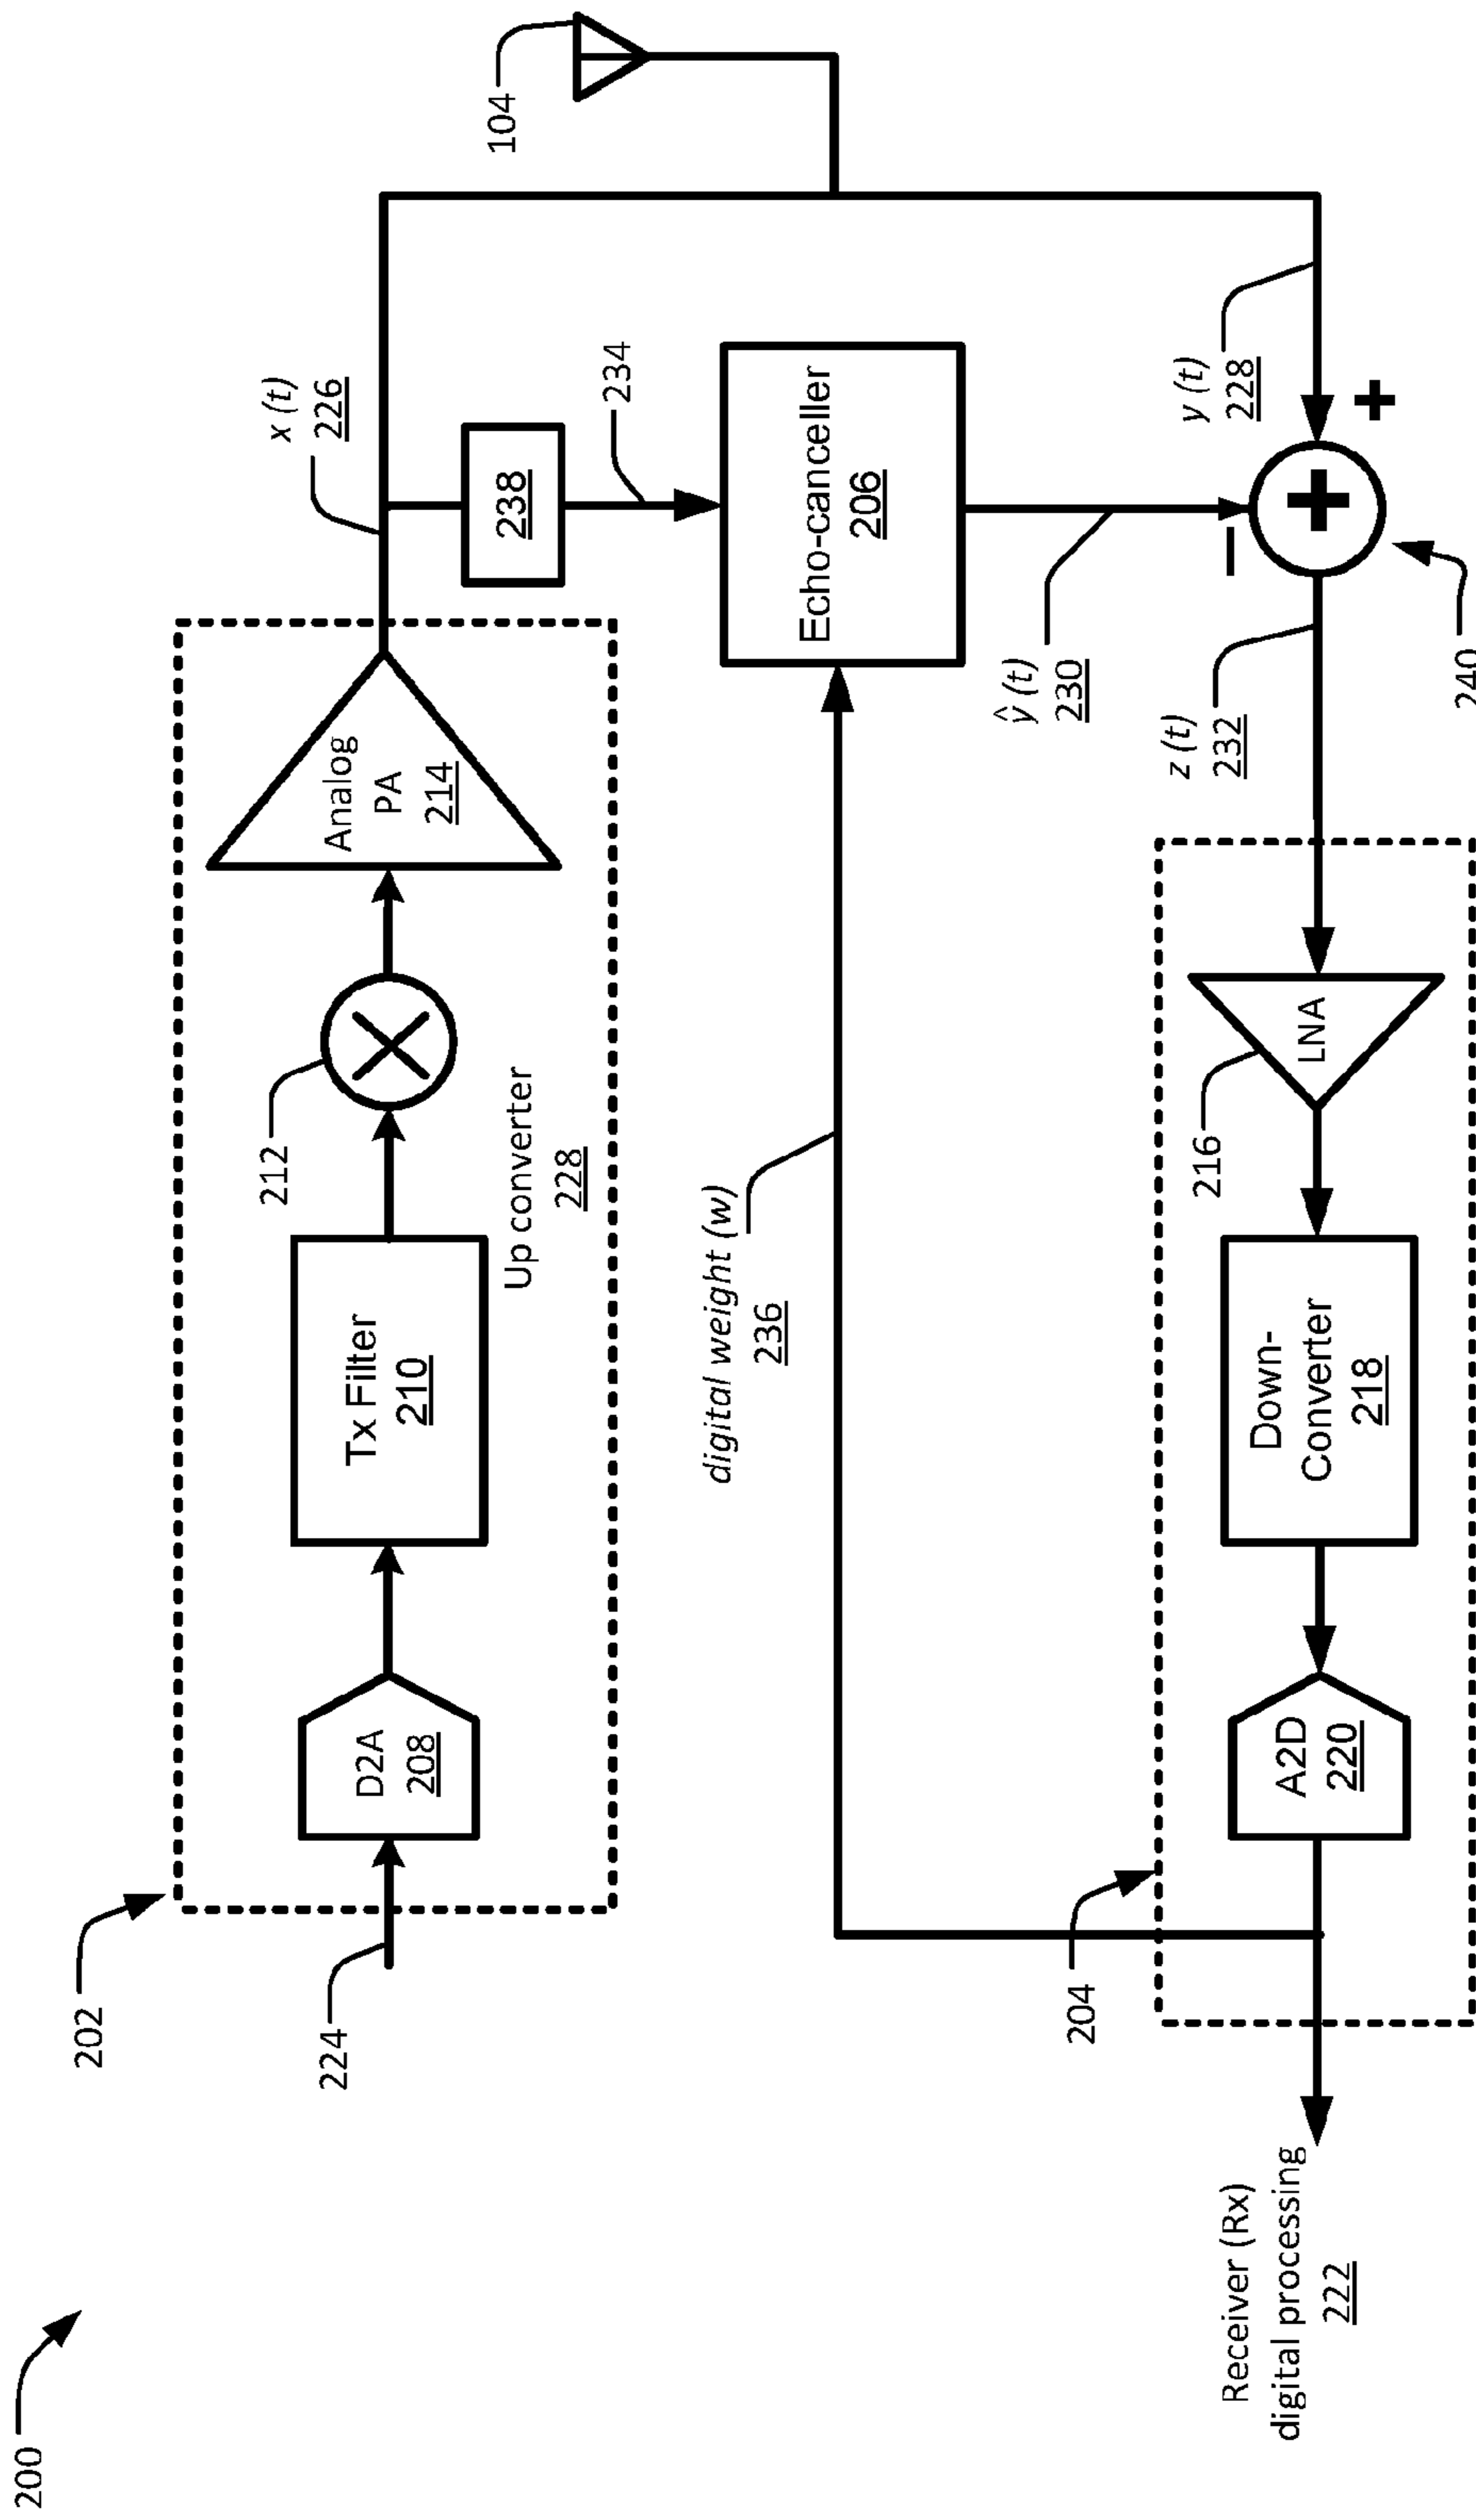 200
202
224
D2A
208
Tx Filter
210
212
Up converter
228
Analog
PA
214
x (t)
226
238
234
104
Echo-canceller
206
digital weight (w)
236
ŷ (t)
230
y (t)
228
+
−
+
240
z (t)
232
204
LNA
216
Down-
Converter
218
A2D
220
Receiver (Rx)
digital processing
222